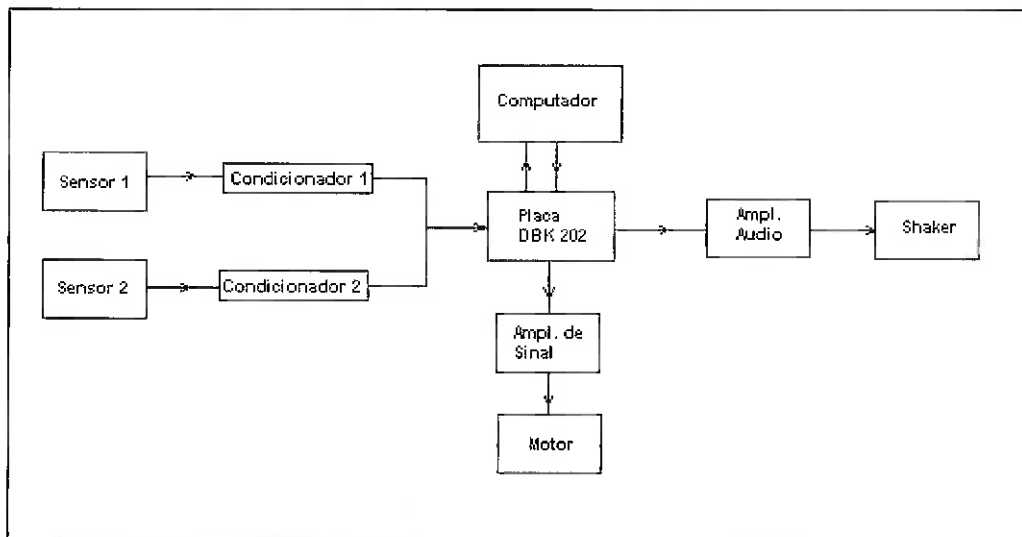 Computador
Sensor 1
Condicionador 1
Placa
DBK 202
Ampl.
Audio
Shaker
Sensor 2
Condicionador 2
Ampl. de
Sinal
Motor